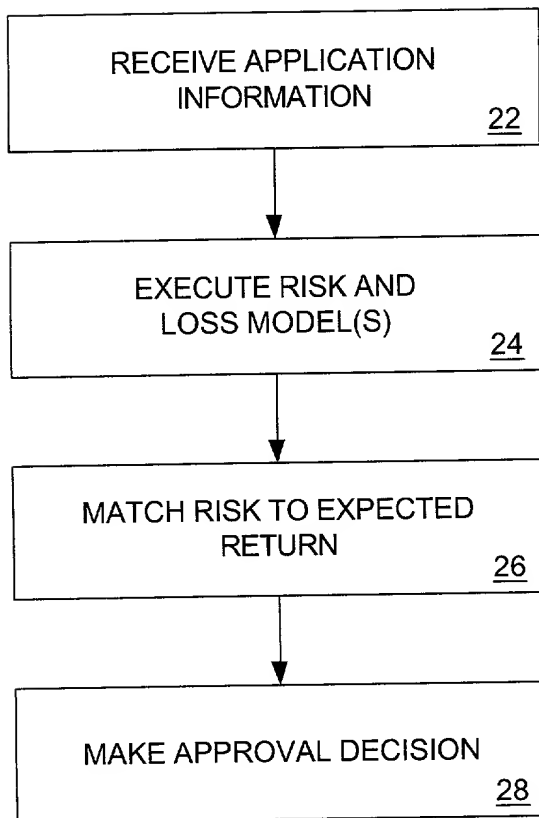 RECEIVE APPLICATION
INFORMATION
22
EXECUTE RISK AND
LOSS MODEL(S)
24
MATCH RISK TO EXPECTED
RETURN
26
MAKE APPROVAL DECISION
28